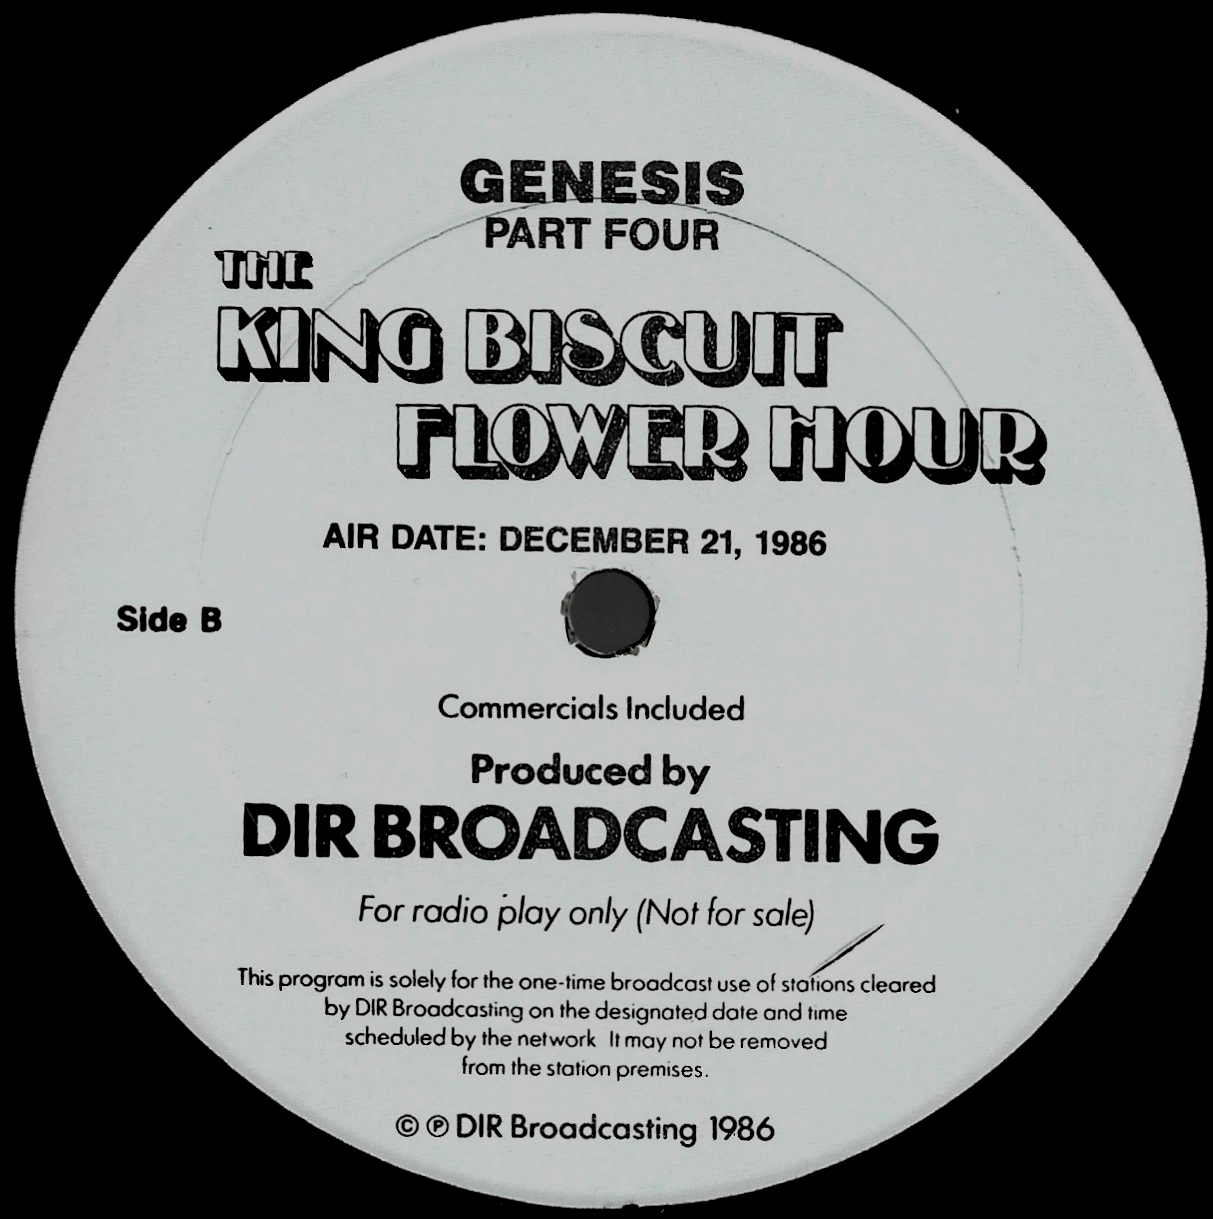 GENESIS
PART FOUR
THE
KING BISCUIT
FLOWER HOUR
AIR DATE: DECEMBER 21, 1986
Side B
Commercials Included
Produced by
DIR BROADCASTING
For radio play only (Not for sale)
This program is solely for the one-time broadcast use of stations cleared
by DIR Broadcasting on the designated date and time
scheduled by the network It may not be removed
from the station premises.
© ℗ DIR Broadcasting 1986